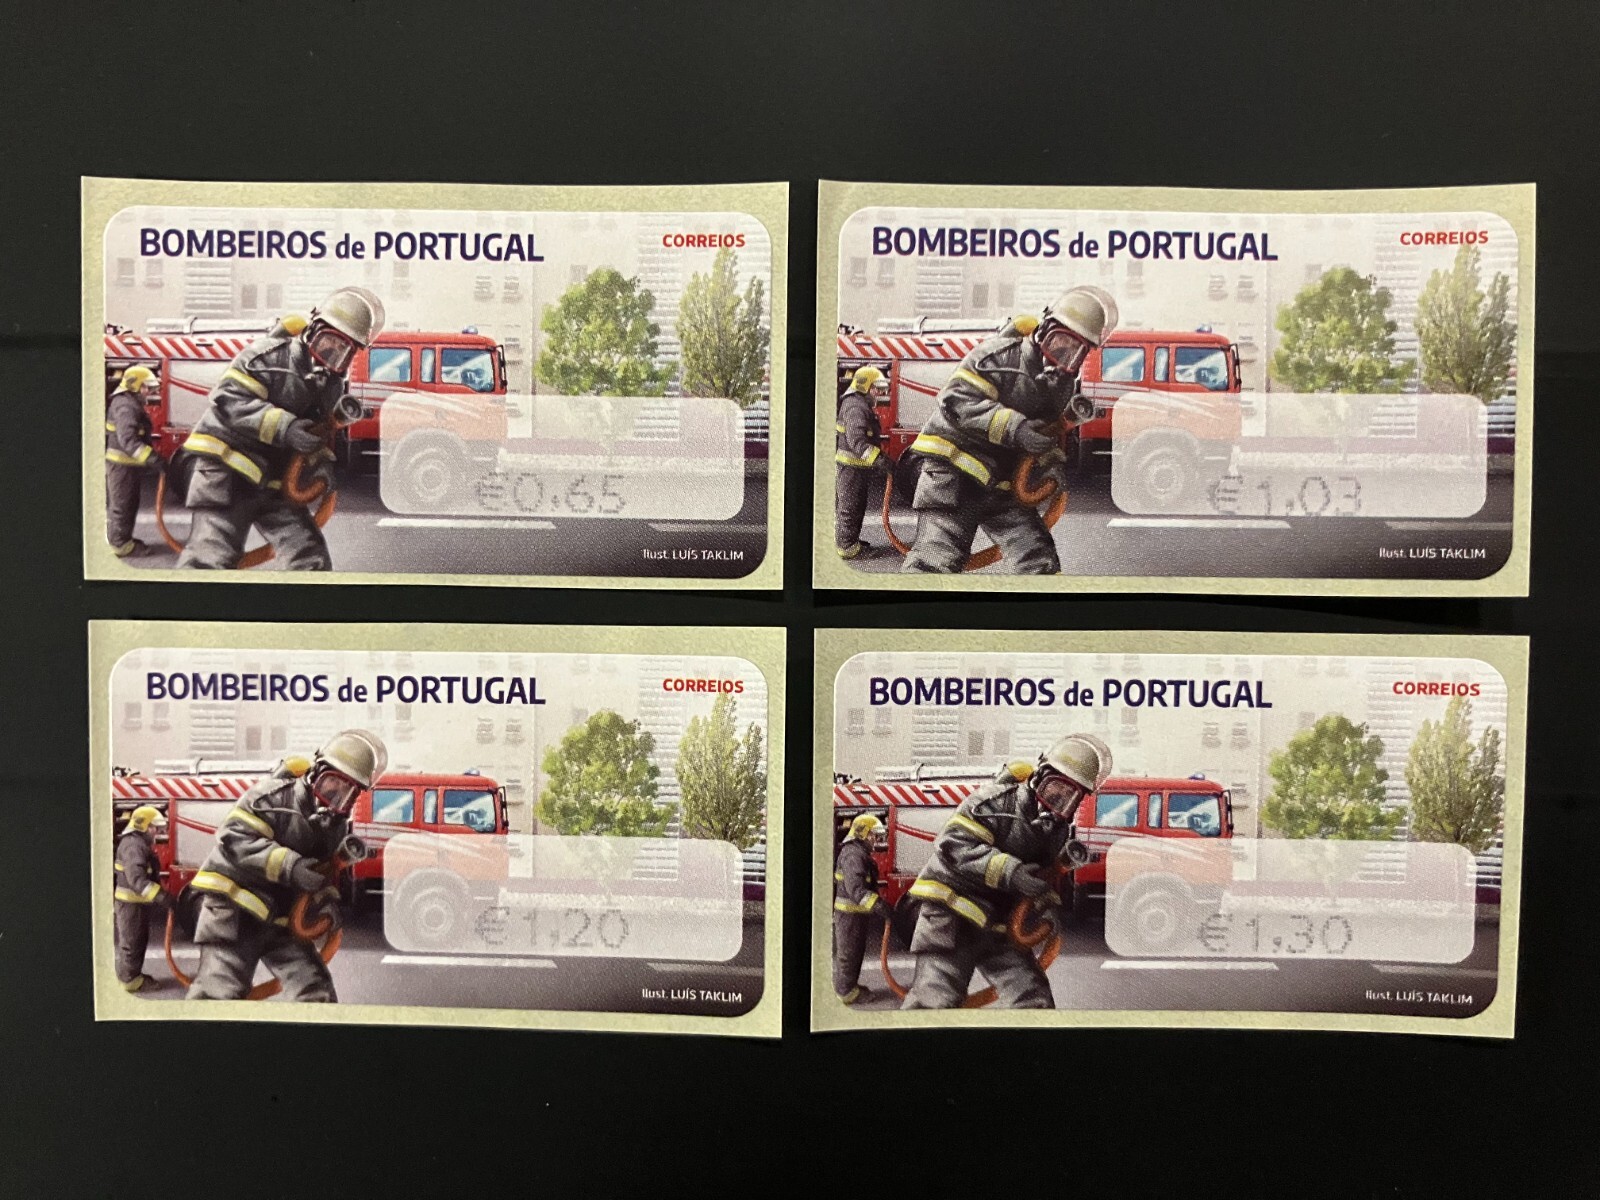 BOMBEIROS de PORTUGAL
CORREIOS
€0,65
Ilust. LUÍS TAKLIM
BOMBEIROS de PORTUGAL
CORREIOS
€1,03
Ilust. LUÍS TAKLIM
BOMBEIROS de PORTUGAL
CORREIOS
€1,20
Ilust. LUÍS TAKLIM
BOMBEIROS de PORTUGAL
CORREIOS
€1,30
Ilust. LUÍS TAKLIM